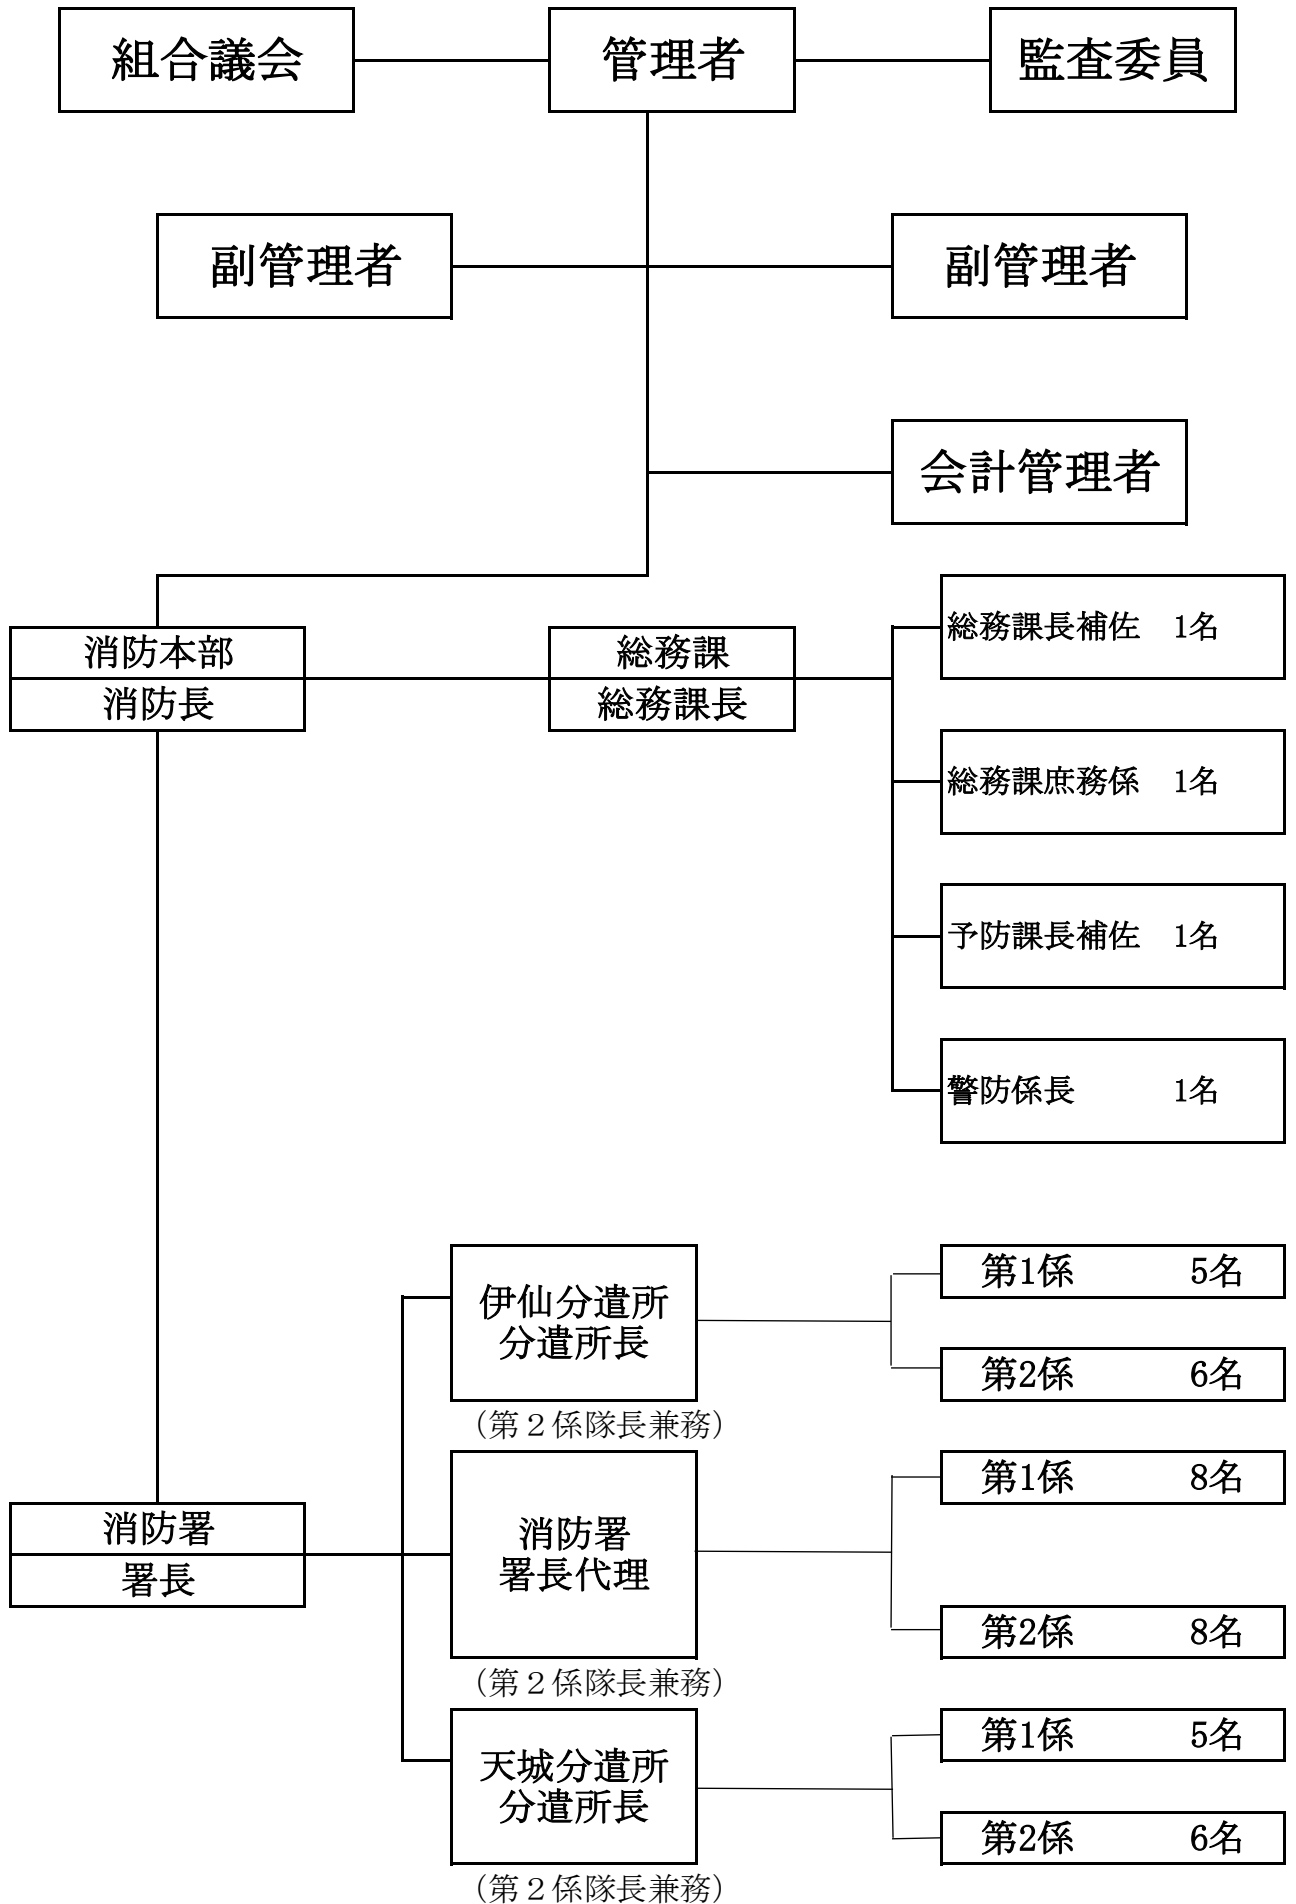 組合議会
管理者
監査委員
副管理者
副管理者
会計管理者
消防本部
消防長
総務課
総務課長
総務課長補佐　1名
総務課庶務係　1名
予防課長補佐　1名
警防係長　　　1名
伊仙分遣所
分遣所長
（第２係隊長兼務）
第1係　　　5名
第2係　　　6名
消防署
署長
消防署
署長代理
（第２係隊長兼務）
第1係　　　8名
第2係　　　8名
天城分遣所
分遣所長
（第２係隊長兼務）
第1係　　　5名
第2係　　　6名